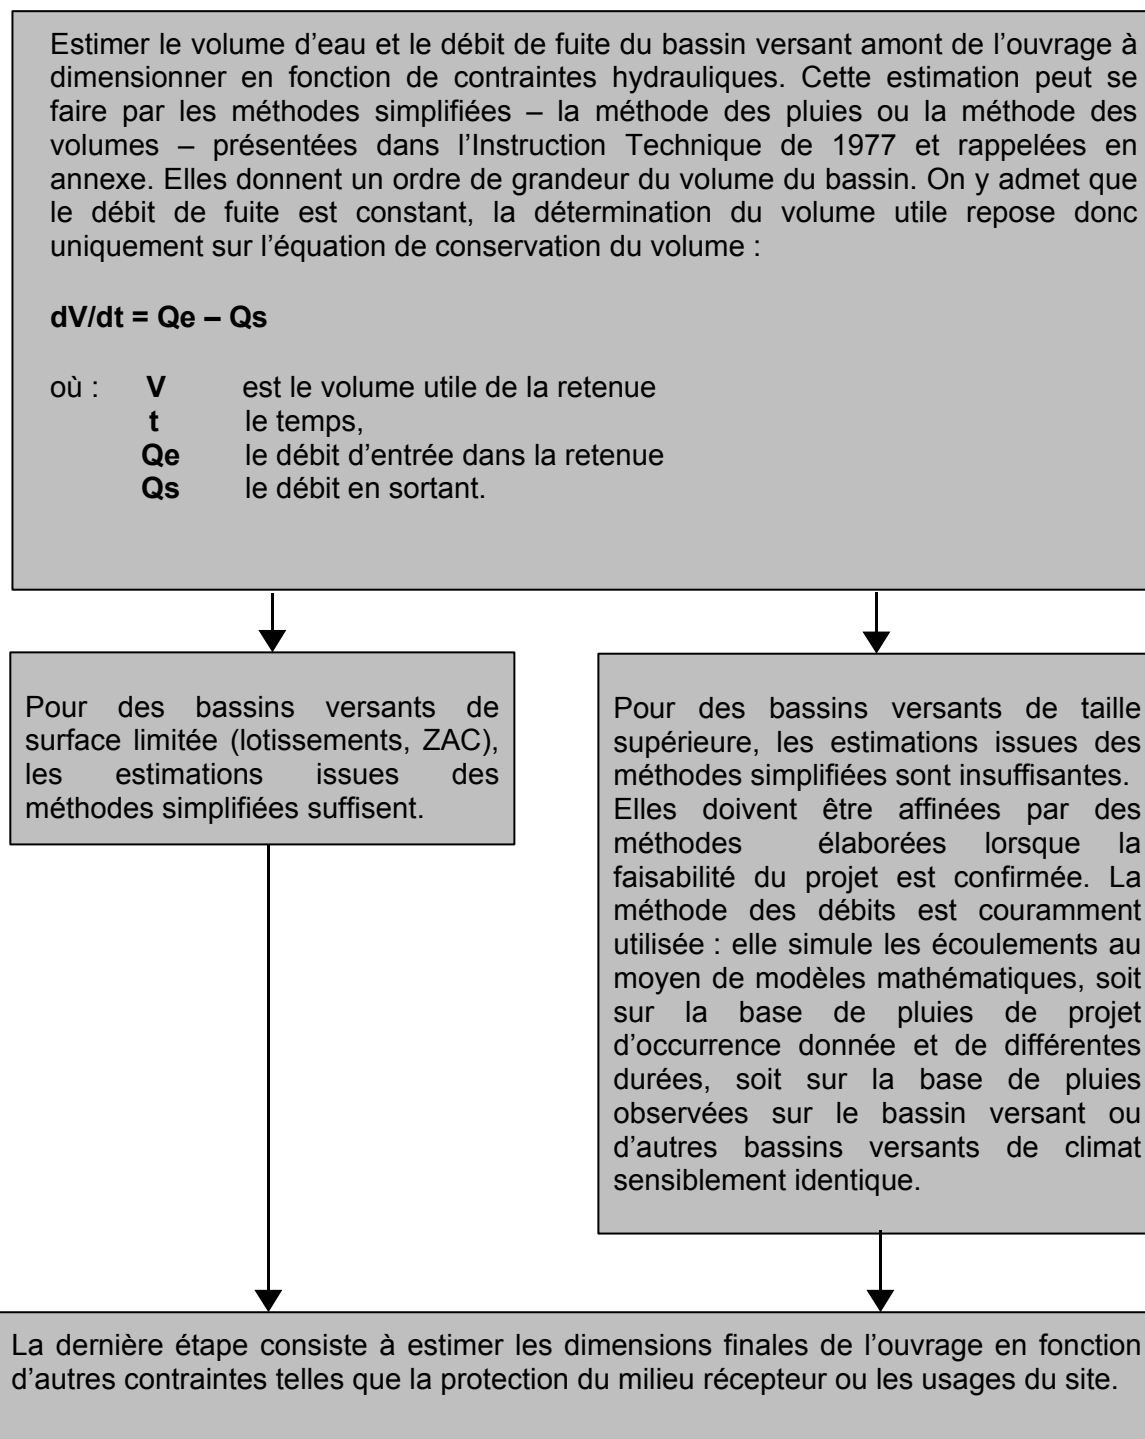 Estimer le volume d’eau et le débit de fuite du bassin versant amont de l’ouvrage à
dimensionner en fonction de contraintes hydrauliques. Cette estimation peut se
faire par les méthodes simplifiées – la méthode des pluies ou la méthode des
volumes – présentées dans l’Instruction Technique de 1977 et rappelées en
annexe. Elles donnent un ordre de grandeur du volume du bassin. On y admet que
le débit de fuite est constant, la détermination du volume utile repose donc
uniquement sur l’équation de conservation du volume :
dV/dt = Qe – Qs
où : V est le volume utile de la retenue
t le temps,
Qe le débit d’entrée dans la retenue
Qs le débit en sortant.
Pour des bassins versants de
surface limitée (lotissements, ZAC),
les estimations issues des
méthodes simplifiées suffisent.
Pour des bassins versants de taille
supérieure, les estimations issues des
méthodes simplifiées sont insuffisantes.
Elles doivent être affinées par des
méthodes élaborées lorsque la
faisabilité du projet est confirmée. La
méthode des débits est couramment
utilisée : elle simule les écoulements au
moyen de modèles mathématiques, soit
sur la base de pluies de projet
d’occurrence donnée et de différentes
durées, soit sur la base de pluies
observées sur le bassin versant ou
d’autres bassins versants de climat
sensiblement identique.
La dernière étape consiste à estimer les dimensions finales de l’ouvrage en fonction
d’autres contraintes telles que la protection du milieu récepteur ou les usages du site.